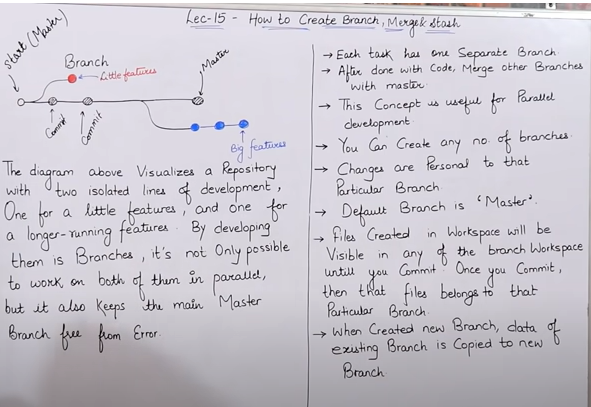 Lec-15 - How to Create Branch, Merge & Stash
Start (Master)
Branch
Little features
Master
Commit
Commit
Big features
The diagram above Visualizes a Repository
with two isolated lines of development,
One for a little features, and one for
a longer-running features. By developing
them is Branches, it's not Only possible
to work on both of them in parallel,
but it also keeps the main Master
Branch free from Error.
→ Each task has one Separate Branch
→ After done with Code, Merge other Branches
with master.
→ This Concept is useful for Parallel
development.
→ You Can Create any no. of branches.
→ Changes are Personal to that
Particular Branch.
→ Default Branch is 'Master'.
→ Files Created in Workspace will be
Visible in any of the branch Workspace
untill you Commit. Once you Commit,
then that files belongs to that
Particular Branch.
→ When Created new Branch, data of
existing Branch is Copied to new
Branch